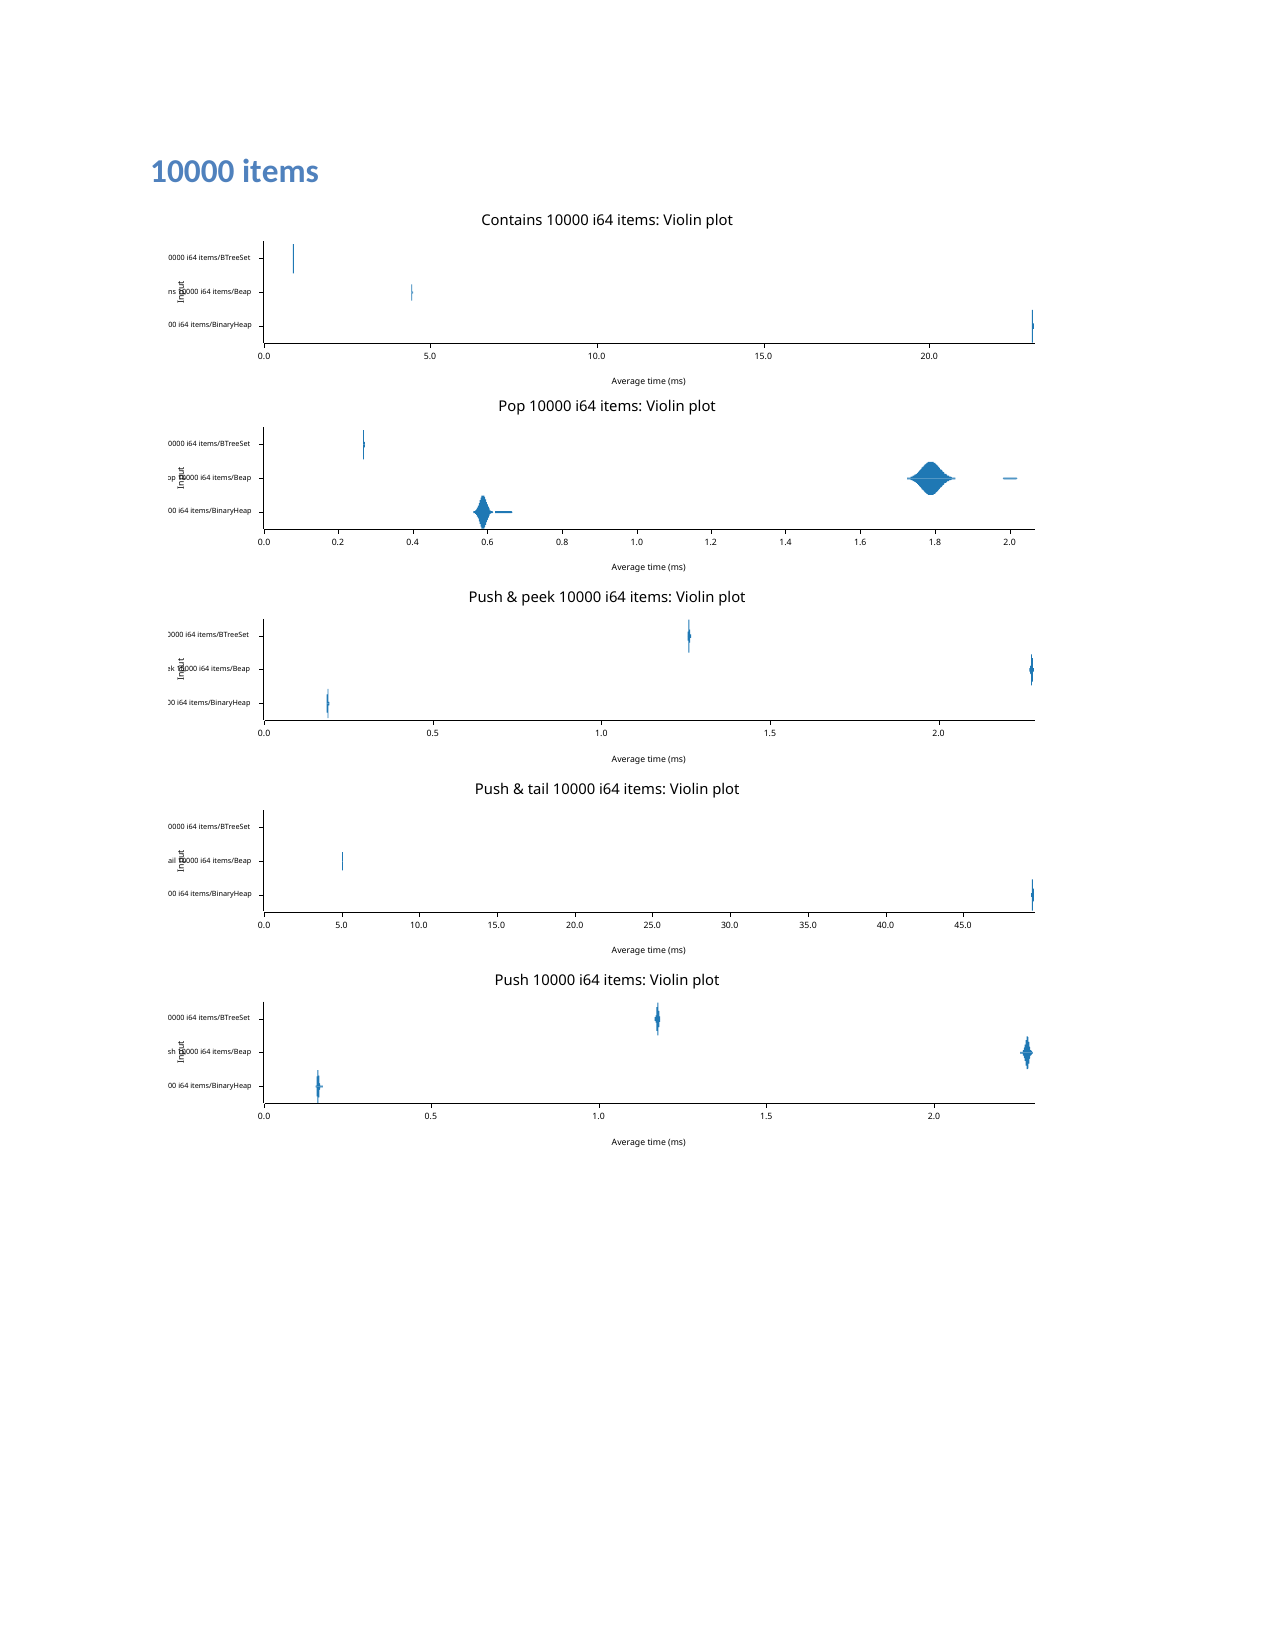 10000 items
Contains 10000 i64 items: Violin plot
Input
0000 i64 items/BTreeSet
ns 10000 i64 items/Beap
00 i64 items/BinaryHeap
0.0 5.0 10.0 15.0 20.0
Average time (ms)
Pop 10000 i64 items: Violin plot
Input
0000 i64 items/BTreeSet
op 10000 i64 items/Beap
00 i64 items/BinaryHeap
0.0 0.2 0.4 0.6 0.8 1.0 1.2 1.4 1.6 1.8 2.0
Average time (ms)
Push & peek 10000 i64 items: Violin plot
Input
0000 i64 items/BTreeSet
ek 10000 i64 items/Beap
00 i64 items/BinaryHeap
0.0 0.5 1.0 1.5 2.0
Average time (ms)
Push & tail 10000 i64 items: Violin plot
Input
0000 i64 items/BTreeSet
ail 10000 i64 items/Beap
00 i64 items/BinaryHeap
0.0 5.0 10.0 15.0 20.0 25.0 30.0 35.0 40.0 45.0
Average time (ms)
Push 10000 i64 items: Violin plot
Input
0000 i64 items/BTreeSet
sh 10000 i64 items/Beap
00 i64 items/BinaryHeap
0.0 0.5 1.0 1.5 2.0
Average time (ms)